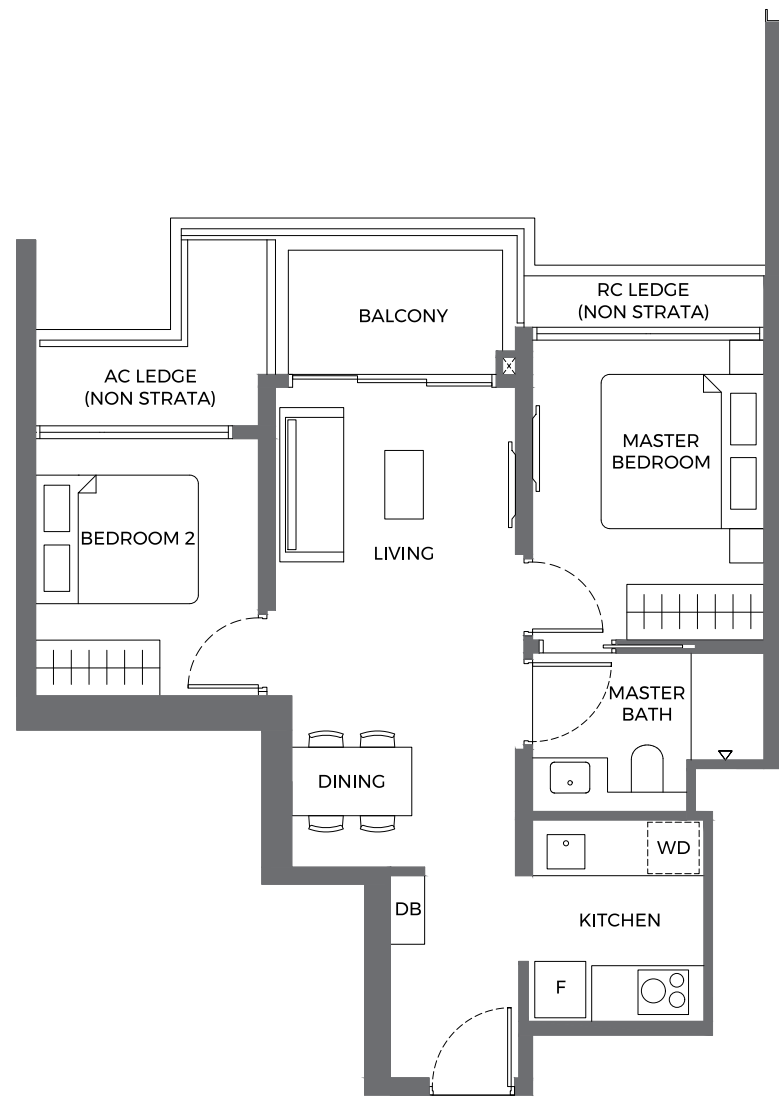 BALCONY
RC LEDGE
(NON STRATA)
AC LEDGE
(NON STRATA)
MASTER
BEDROOM
BEDROOM 2
LIVING
MASTER
BATH
DINING
WD
DB
KITCHEN
F